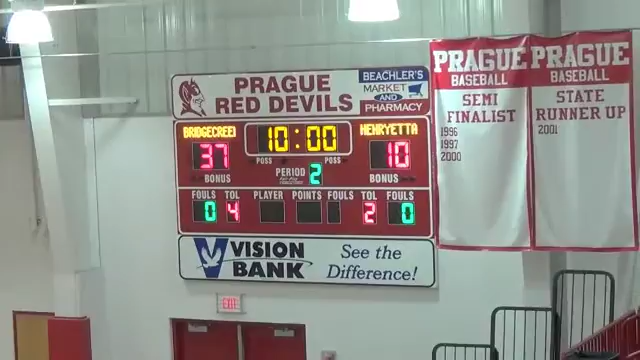 PRAGUE
RED DEVILS
BEACHLER'S
MARKET
AND
PHARMACY
BRIDGECREE
10:00
HENRYETTA
37
10
POSS
POSS
BONUS
PERIOD 2
BONUS
FOULS TOL PLAYER POINTS FOULS TOL FOULS
0 4 2 0
VISION
BANK
See the
Difference!
EXIT
PRAGUE
BASEBALL
SEMI
FINALIST
1996
1997
2000
PRAGUE
BASEBALL
STATE
RUNNER UP
2001